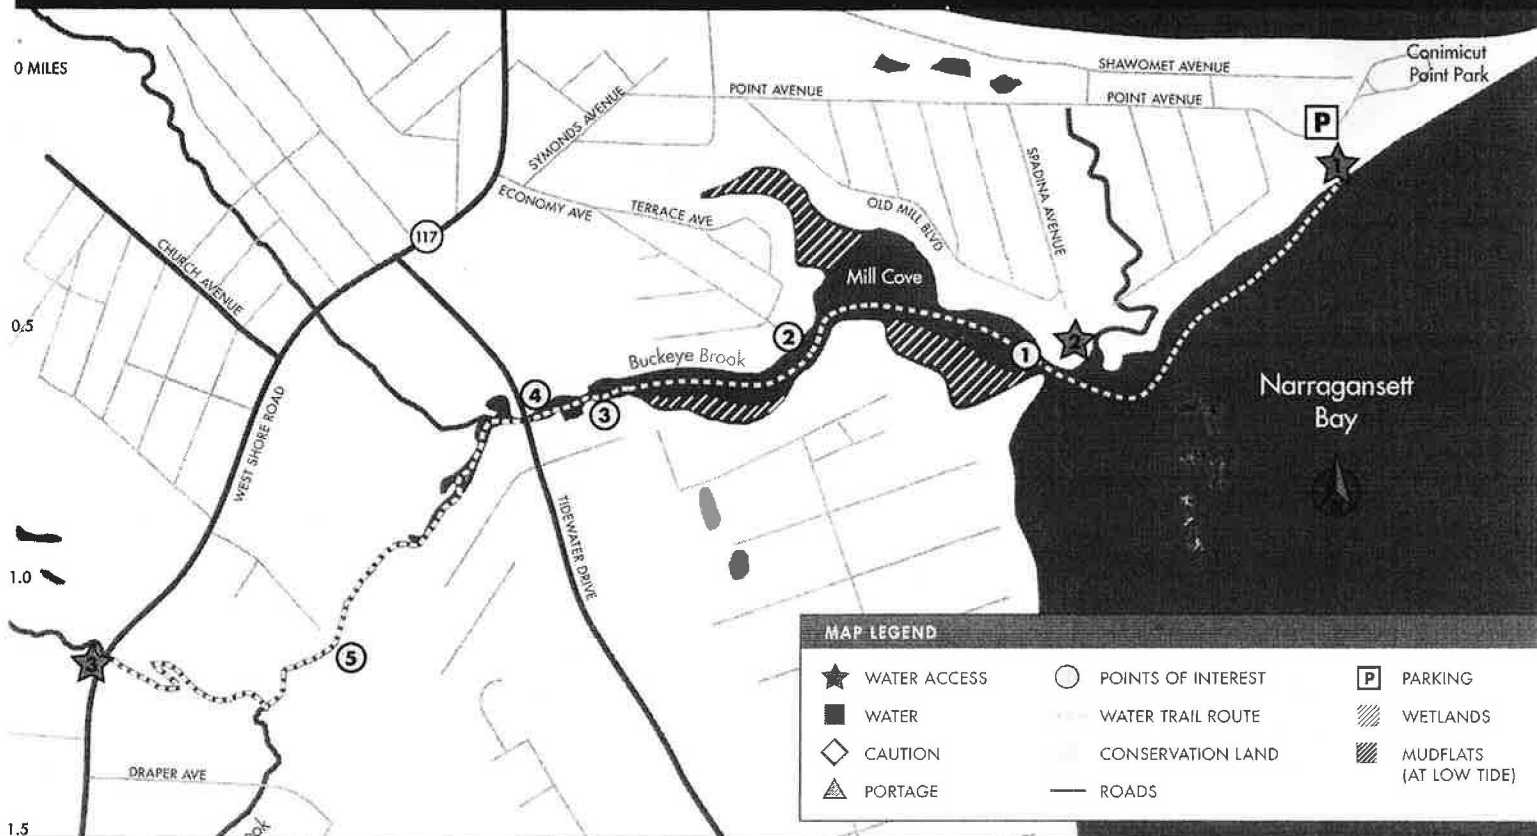 0 MILES
0.5
1.0
1.5
Conimicut
Point Park
SHAWOMET AVENUE
POINT AVENUE
POINT AVENUE
P
1
SYMONDS AVENUE
ECONOMY AVE
TERRACE AVE
OLD MILL BLVD
SPADINA AVENUE
117
CHURCH AVENUE
Mill Cove
2
2
1
Buckeye Brook
4
3
Narragansett
Bay
WEST SHORE ROAD
TIDEWATER DRIVE
5
3
DRAPER AVE
MAP LEGEND
WATER ACCESS
WATER
CAUTION
PORTAGE
POINTS OF INTEREST
WATER TRAIL ROUTE
CONSERVATION LAND
ROADS
P PARKING
WETLANDS
MUDFLATS
(AT LOW TIDE)